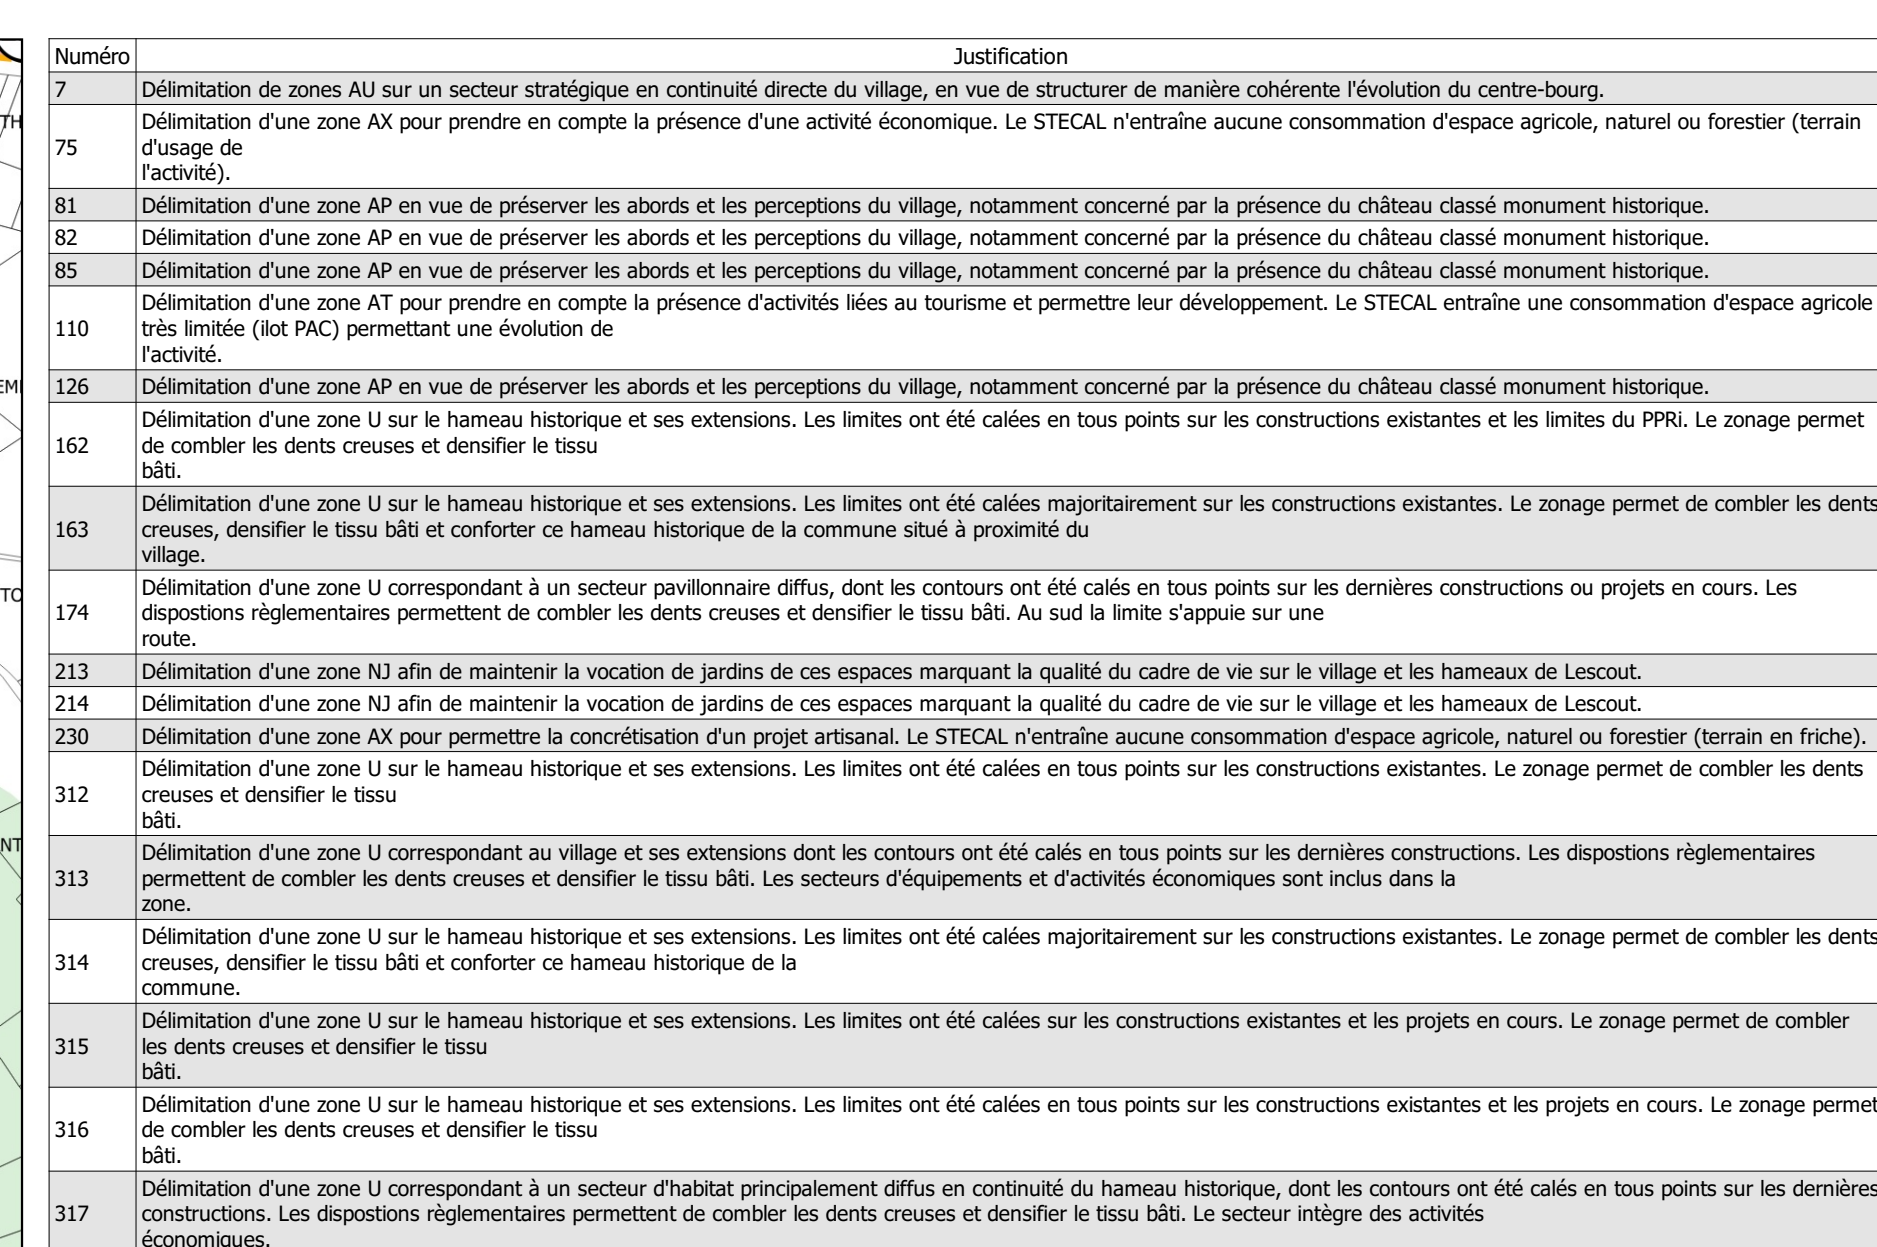 Numéro Justification
7 Délimitation de zones AU sur un secteur stratégique en continuité directe du village, en vue de structurer de manière cohérente l'évolution du centre-bourg.
Délimitation d'une zone AX pour prendre en compte la présence d'une activité économique. Le STECAL n'entraîne aucune consommation d'espace agricole, naturel ou forestier (terrain
75 d'usage de
l'activité).
81 Délimitation d'une zone AP en vue de préserver les abords et les perceptions du village, notamment concerné par la présence du château classé monument historique.
82 Délimitation d'une zone AP en vue de préserver les abords et les perceptions du village, notamment concerné par la présence du château classé monument historique.
85 Délimitation d'une zone AP en vue de préserver les abords et les perceptions du village, notamment concerné par la présence du château classé monument historique.
Délimitation d'une zone AT pour prendre en compte la présence d'activités liées au tourisme et permettre leur développement. Le STECAL entraîne une consommation d'espace agricole
110 très limitée (ilot PAC) permettant une évolution de
l'activité.
126 Délimitation d'une zone AP en vue de préserver les abords et les perceptions du village, notamment concerné par la présence du château classé monument historique.
Délimitation d'une zone U sur le hameau historique et ses extensions. Les limites ont été calées en tous points sur les constructions existantes et les limites du PPRi. Le zonage permet
162 de combler les dents creuses et densifier le tissu
bâti.
Délimitation d'une zone U sur le hameau historique et ses extensions. Les limites ont été calées majoritairement sur les constructions existantes. Le zonage permet de combler les dents
163 creuses, densifier le tissu bâti et conforter ce hameau historique de la commune situé à proximité du
village.
Délimitation d'une zone U correspondant à un secteur pavillonnaire diffus, dont les contours ont été calés en tous points sur les dernières constructions ou projets en cours. Les
174 dispostions règlementaires permettent de combler les dents creuses et densifier le tissu bâti. Au sud la limite s'appuie sur une
route.
213 Délimitation d'une zone NJ afin de maintenir la vocation de jardins de ces espaces marquant la qualité du cadre de vie sur le village et les hameaux de Lescout.
214 Délimitation d'une zone NJ afin de maintenir la vocation de jardins de ces espaces marquant la qualité du cadre de vie sur le village et les hameaux de Lescout.
230 Délimitation d'une zone AX pour permettre la concrétisation d'un projet artisanal. Le STECAL n'entraîne aucune consommation d'espace agricole, naturel ou forestier (terrain en friche).
Délimitation d'une zone U sur le hameau historique et ses extensions. Les limites ont été calées en tous points sur les constructions existantes. Le zonage permet de combler les dents
312 creuses et densifier le tissu
bâti.
Délimitation d'une zone U correspondant au village et ses extensions dont les contours ont été calés en tous points sur les dernières constructions. Les dispostions règlementaires
313 permettent de combler les dents creuses et densifier le tissu bâti. Les secteurs d'équipements et d'activités économiques sont inclus dans la
zone.
Délimitation d'une zone U sur le hameau historique et ses extensions. Les limites ont été calées majoritairement sur les constructions existantes. Le zonage permet de combler les dents
314 creuses, densifier le tissu bâti et conforter ce hameau historique de la
commune.
Délimitation d'une zone U sur le hameau historique et ses extensions. Les limites ont été calées sur les constructions existantes et les projets en cours. Le zonage permet de combler
315 les dents creuses et densifier le tissu
bâti.
Délimitation d'une zone U sur le hameau historique et ses extensions. Les limites ont été calées en tous points sur les constructions existantes et les projets en cours. Le zonage permet
316 de combler les dents creuses et densifier le tissu
bâti.
Délimitation d'une zone U correspondant à un secteur d'habitat principalement diffus en continuité du hameau historique, dont les contours ont été calés en tous points sur les dernières
317 constructions. Les dispostions règlementaires permettent de combler les dents creuses et densifier le tissu bâti. Le secteur intègre des activités
économiques.